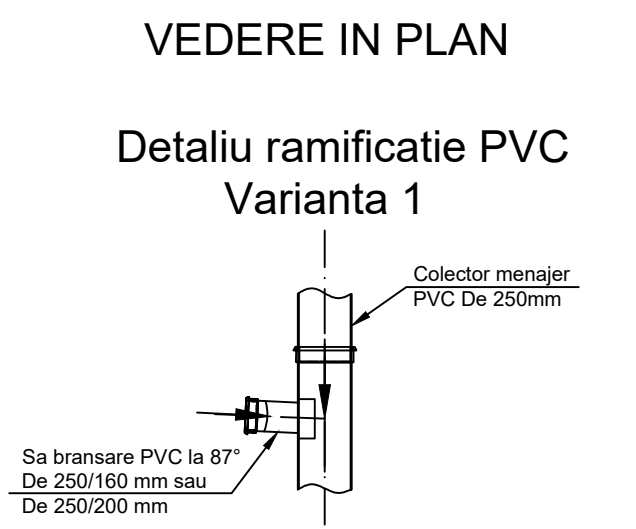 VEDERE IN PLAN
Detaliu ramificatie PVC
Varianta 1
Colector menajer
PVC De 250mm
Sa bransare PVC la 87°
De 250/160 mm sau
De 250/200 mm